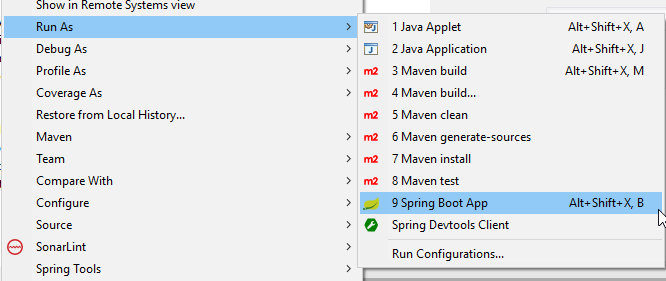 Show in Remote Systems view
Run As
Debug As
Profile As
Coverage As
Restore from Local History...
Maven
Team
Compare With
Configure
Source
SonarLint
Spring Tools
1 Java Applet Alt+Shift+X, A
2 Java Application Alt+Shift+X, J
m2 3 Maven build Alt+Shift+X, M
m2 4 Maven build...
m2 5 Maven clean
m2 6 Maven generate-sources
m2 7 Maven install
m2 8 Maven test
9 Spring Boot App Alt+Shift+X, B
Spring Devtools Client
Run Configurations...